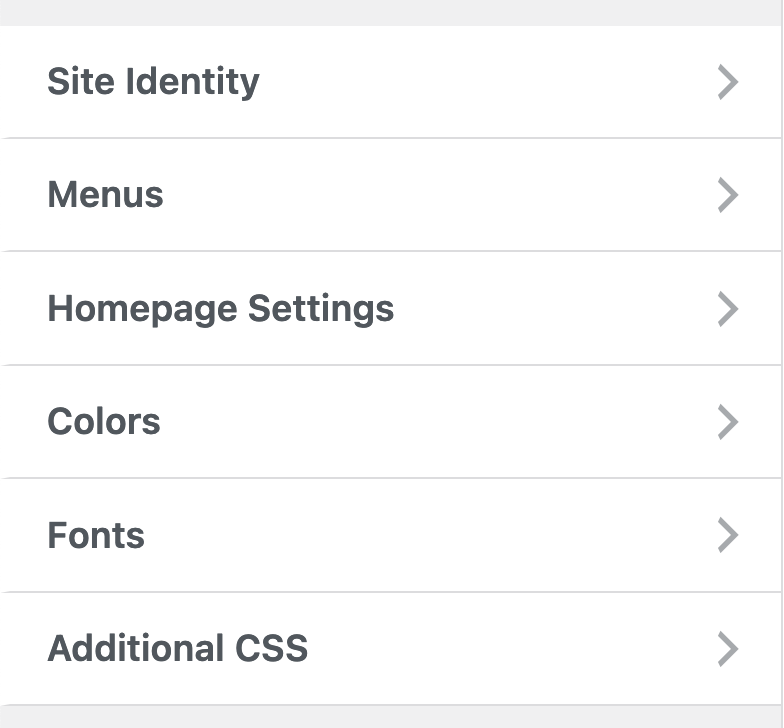 Site Identity
Menus
Homepage Settings
Colors
Fonts
Additional CSS